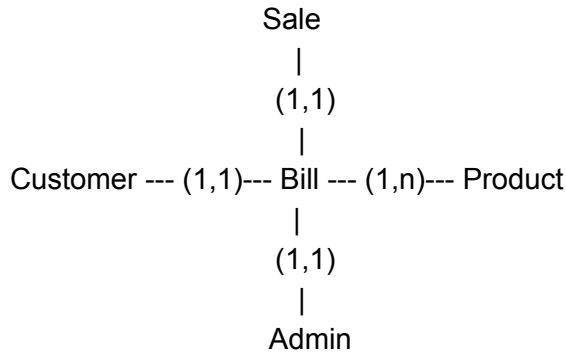 Sale
|
(1,1)
|
Customer --- (1,1)--- Bill --- (1,n)--- Product
|
(1,1)
|
Admin